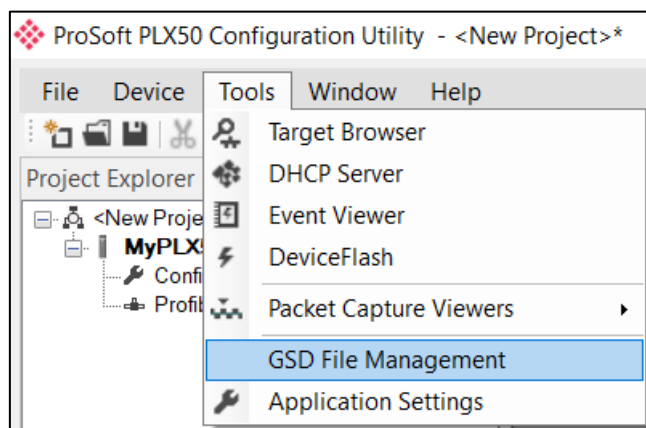 ProSoft PLX50 Configuration Utility - <New Project>*
File Device Tools Window Help
Project Explorer
<New Proje
MyPLX5
Confi
Profib
Target Browser
DHCP Server
Event Viewer
DeviceFlash
Packet Capture Viewers
GSD File Management
Application Settings